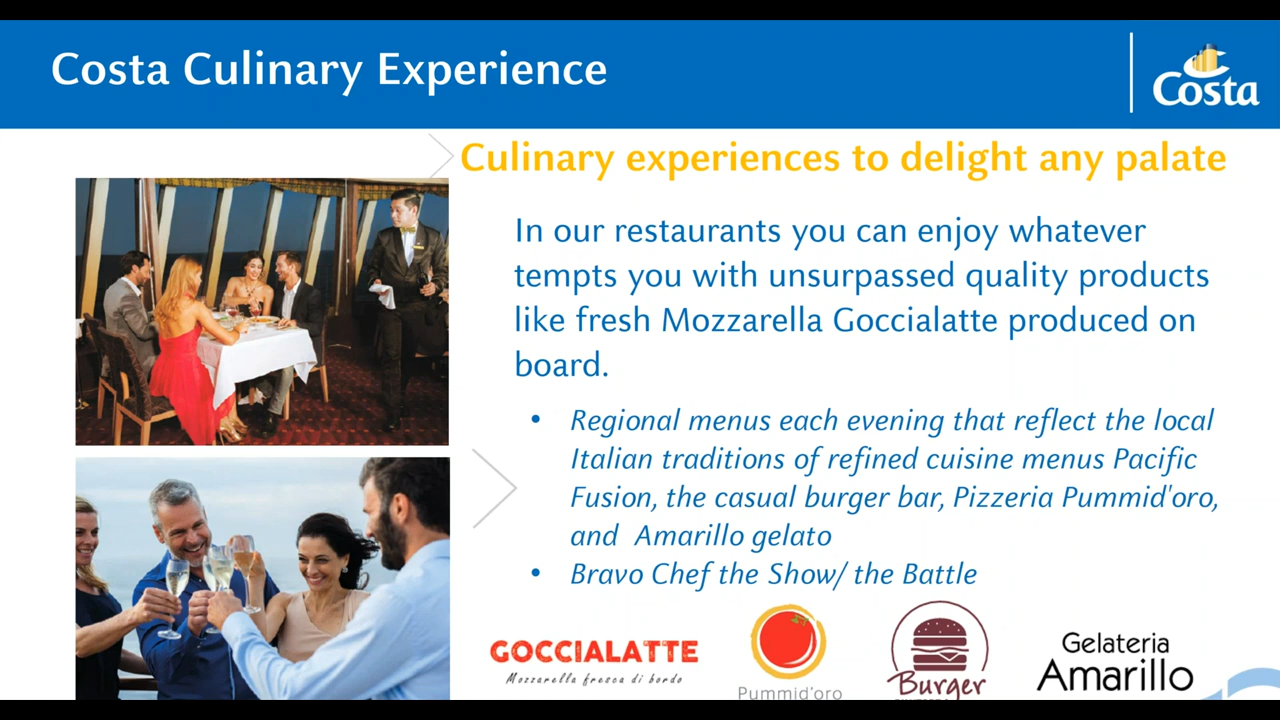 Costa Culinary Experience
Costa
Culinary experiences to delight any palate
In our restaurants you can enjoy whatever
tempts you with unsurpassed quality products
like fresh Mozzarella Goccialatte produced on
board.
• Regional menus each evening that reflect the local
Italian traditions of refined cuisine menus Pacific
Fusion, the casual burger bar, Pizzeria Pummid'oro,
and Amarillo gelato
• Bravo Chef the Show/ the Battle
GOCCIALATTE
Mozzarella fresca di bordo
Pummid'oro
Burger
Gelateria
Amarillo